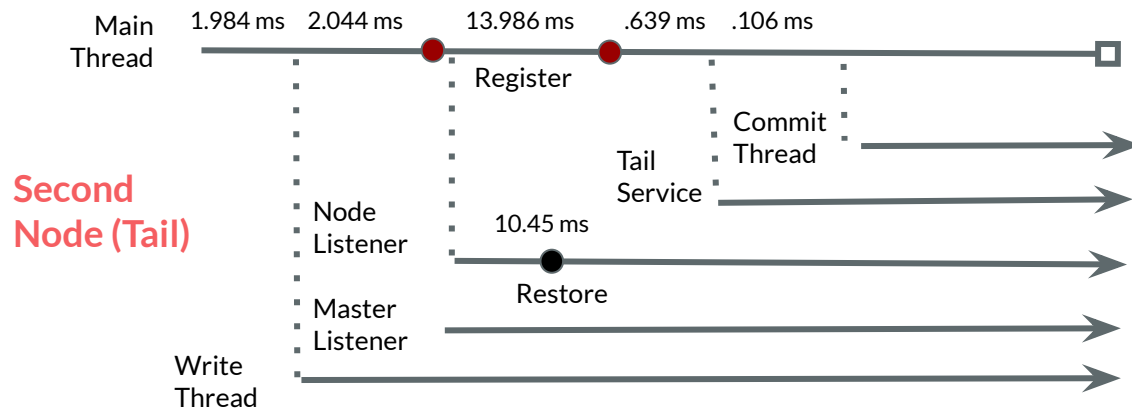 1.984 ms 2.044 ms 13.986 ms .639 ms .106 ms
Main
Thread
Register
Commit
Thread
Tail
Service
Second
Node (Tail)
Node
Listener
10.45 ms
Restore
Master
Listener
Write
Thread